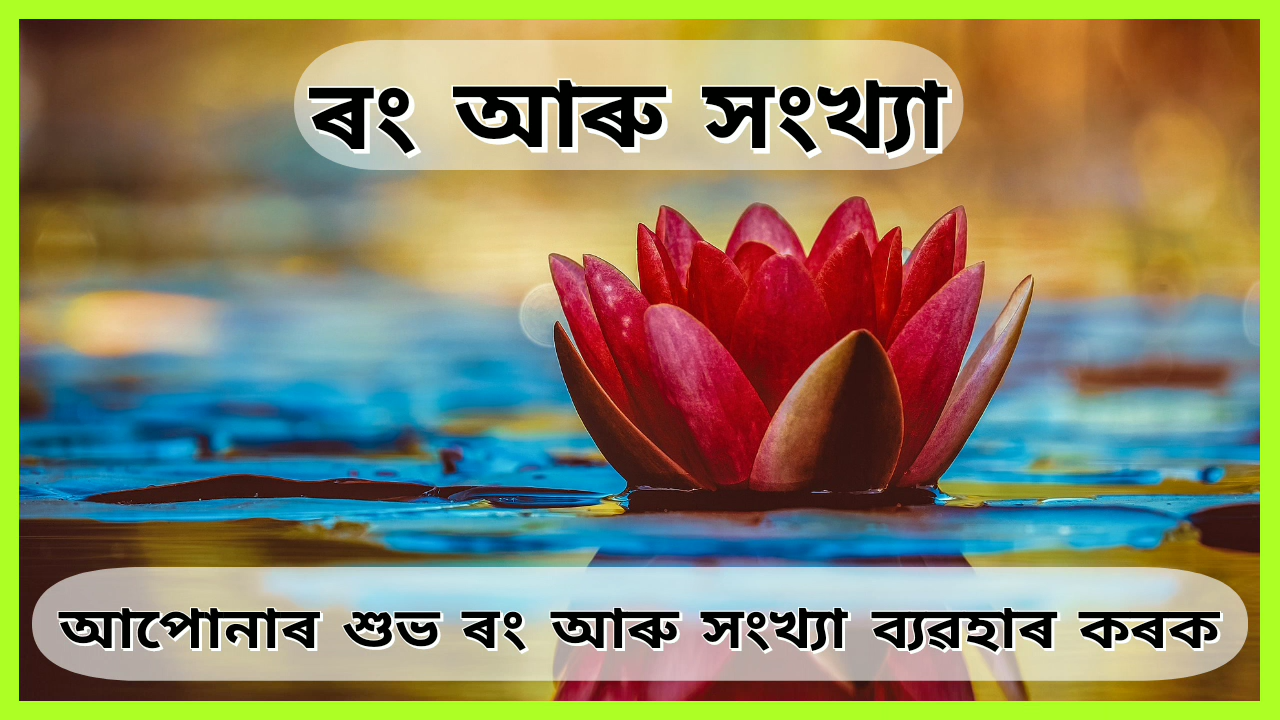 ৰং আৰু সংখ্যা
আপোনাৰ শুভ ৰং আৰু সংখ্যা ব্যৱহাৰ কৰক